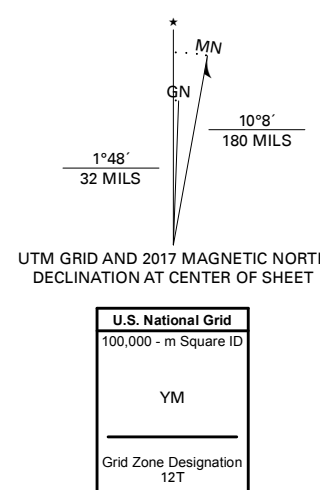 ★
MN
GN
10°8´
180 MILS
1°48´
32 MILS
UTM GRID AND 2017 MAGNETIC NORTH
DECLINATION AT CENTER OF SHEET
U.S. National Grid
100,000 - m Square ID
YM
Grid Zone Designation
12T